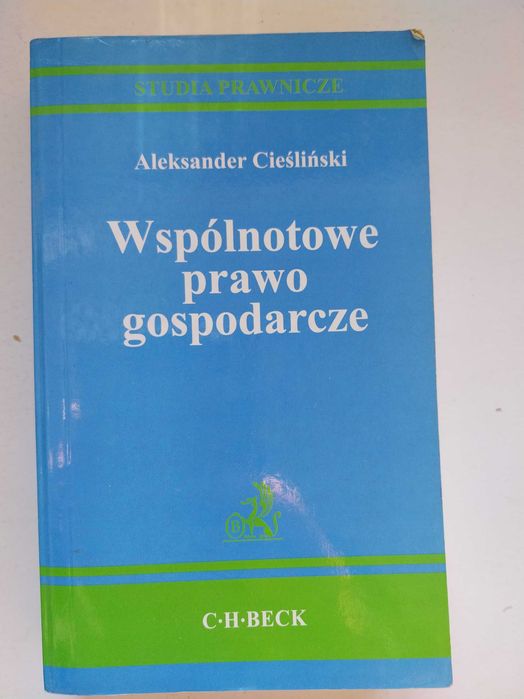 STUDIA PRAWNICZE
Aleksander Cieśliński
Wspólnotowe
prawo
gospodarcze
B
C·H·BECK